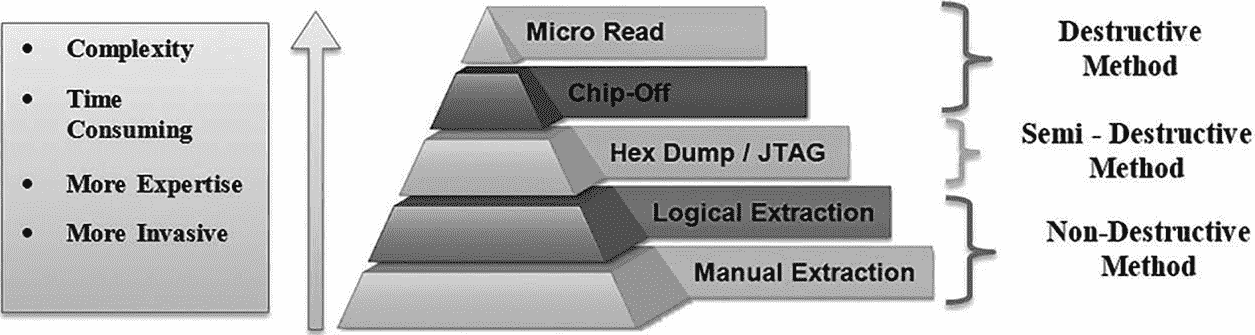 • Complexity
• Time
Consuming
• More Expertise
• More Invasive
Micro Read
Chip-Off
Hex Dump / JTAG
Logical Extraction
Manual Extraction
Destructive
Method
Semi - Destructive
Method
Non-Destructive
Method